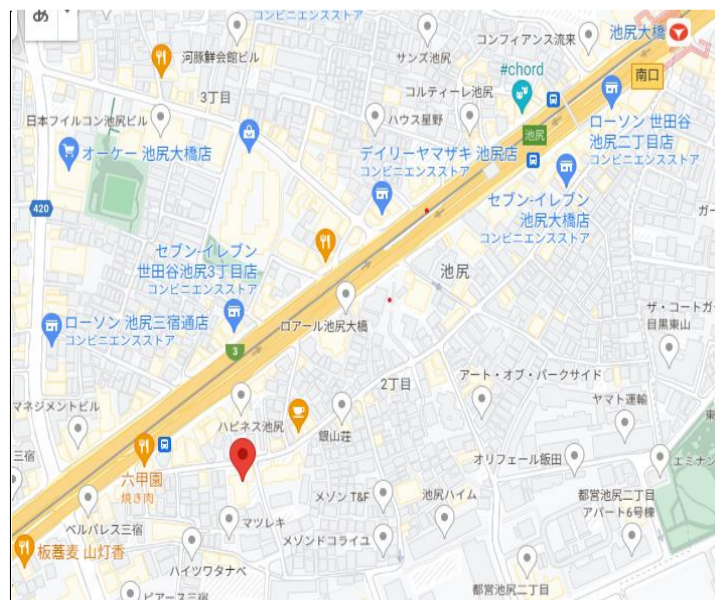 あ
コンビニエンスストア
池尻大橋
コンフィアンス流来
サンズ池尻
河豚鮮会館ビル
#chord
南口
3丁目
コルティーレ池尻
日本フイルコン池尻ビル
ハウス星野
ローソン 世田谷
池尻二丁目店
コンビニエンスストア
池尻
オーケー 池尻大橋店
デイリーヤマザキ 池尻店
コンビニエンスストア
420
セブン-イレブン
池尻大橋店
コンビニエンスストア
ガー
セブン-イレブン
世田谷池尻3丁目店
コンビニエンスストア
池尻
ザ・コートガ
目黒東山
ローソン 池尻三宿通店
コンビニエンスストア
ロアール池尻大橋
3
2丁目
アート・オブ・パークサイド
マネジメントビル
ハピネス池尻
銀山荘
ヤマト運輸
東
三宿
六甲園
焼き肉
オリフェール飯田
エミナン
メゾン T&F
池尻ハイム
都営池尻二丁目
アパート6号棟
ベルパレス三宿
マツレキ
メゾンドコライユ
板蕎麦 山灯香
ハイツワタナベ
都営池尻二丁目
ピアース三宿